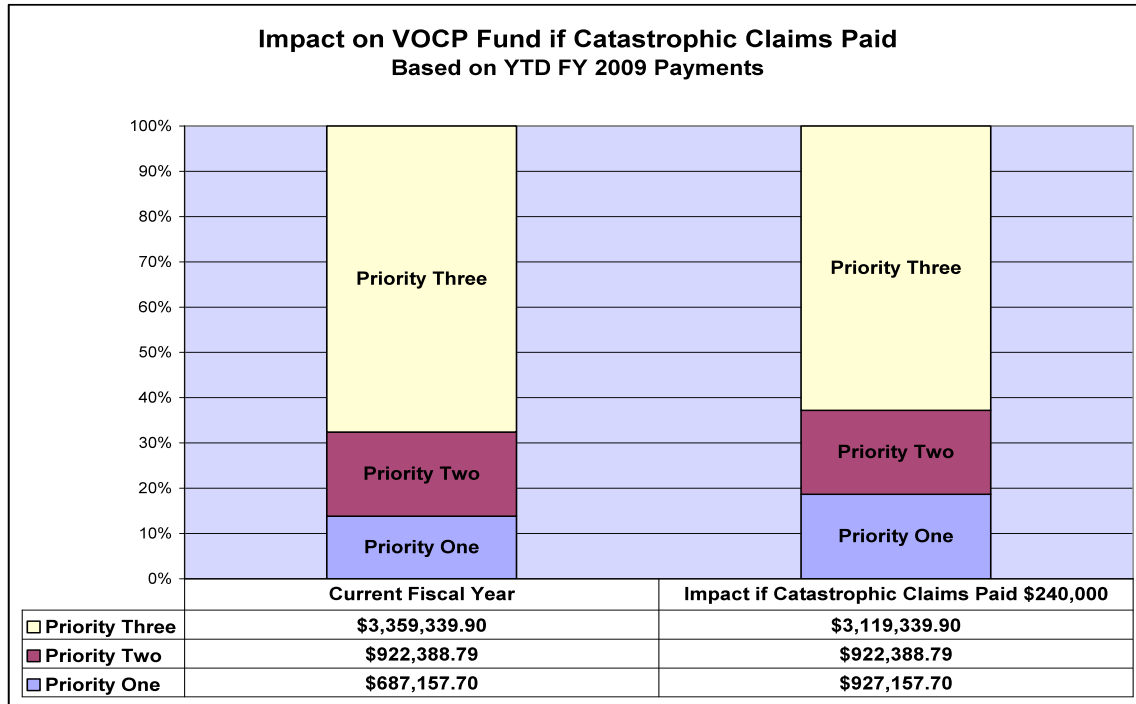 Impact on VOCP Fund if Catastrophic Claims Paid
Based on YTD FY 2009 Payments
100%
90%
80%
70%
60%
50%
40%
30%
20%
10%
0%
Priority Three
Priority Two
Priority One
Priority Three
Priority Two
Priority One
Current Fiscal Year Impact if Catastrophic Claims Paid $240,000
Priority Three $3,359,339.90 $3,119,339.90
Priority Two $922,388.79 $922,388.79
Priority One $687,157.70 $927,157.70